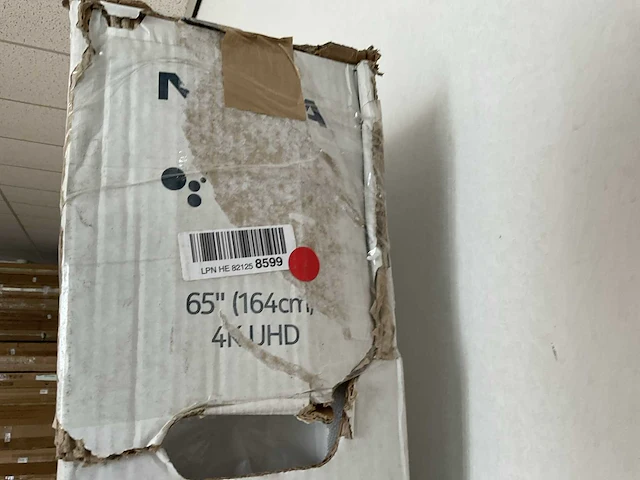 LPN HE 82125 8599
65" (164cm)
4K UHD